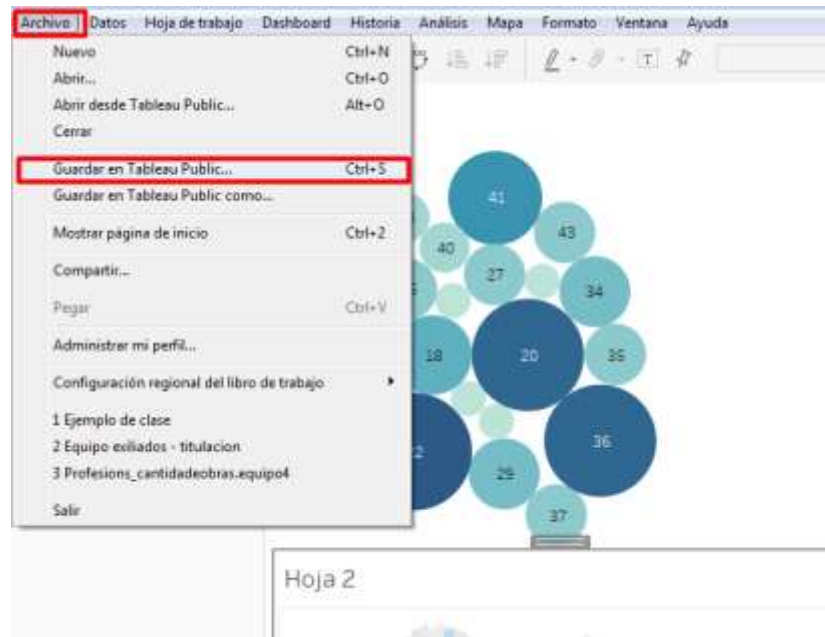 Archivo Datos Hoja de trabajo Dashboard Historia Análisis Mapa Formato Ventana Ayuda
Nuevo Ctrl+N
Abrir... Ctrl+O
Abrir desde Tableau Public... Alt+O
Cerrar
Guardar en Tableau Public... Ctrl+S
Guardar en Tableau Public como...
Mostrar página de inicio Ctrl+2
Compartir...
Pegar Ctrl+V
Administrar mi perfil...
Configuración regional del libro de trabajo
1 Ejemplo de clase
2 Equipo exiliados - titulacion
3 Profesions_cantidadeobras.equipo4
Salir
T
41
43
40
27
34
18
20
35
36
29
37
Hoja 2